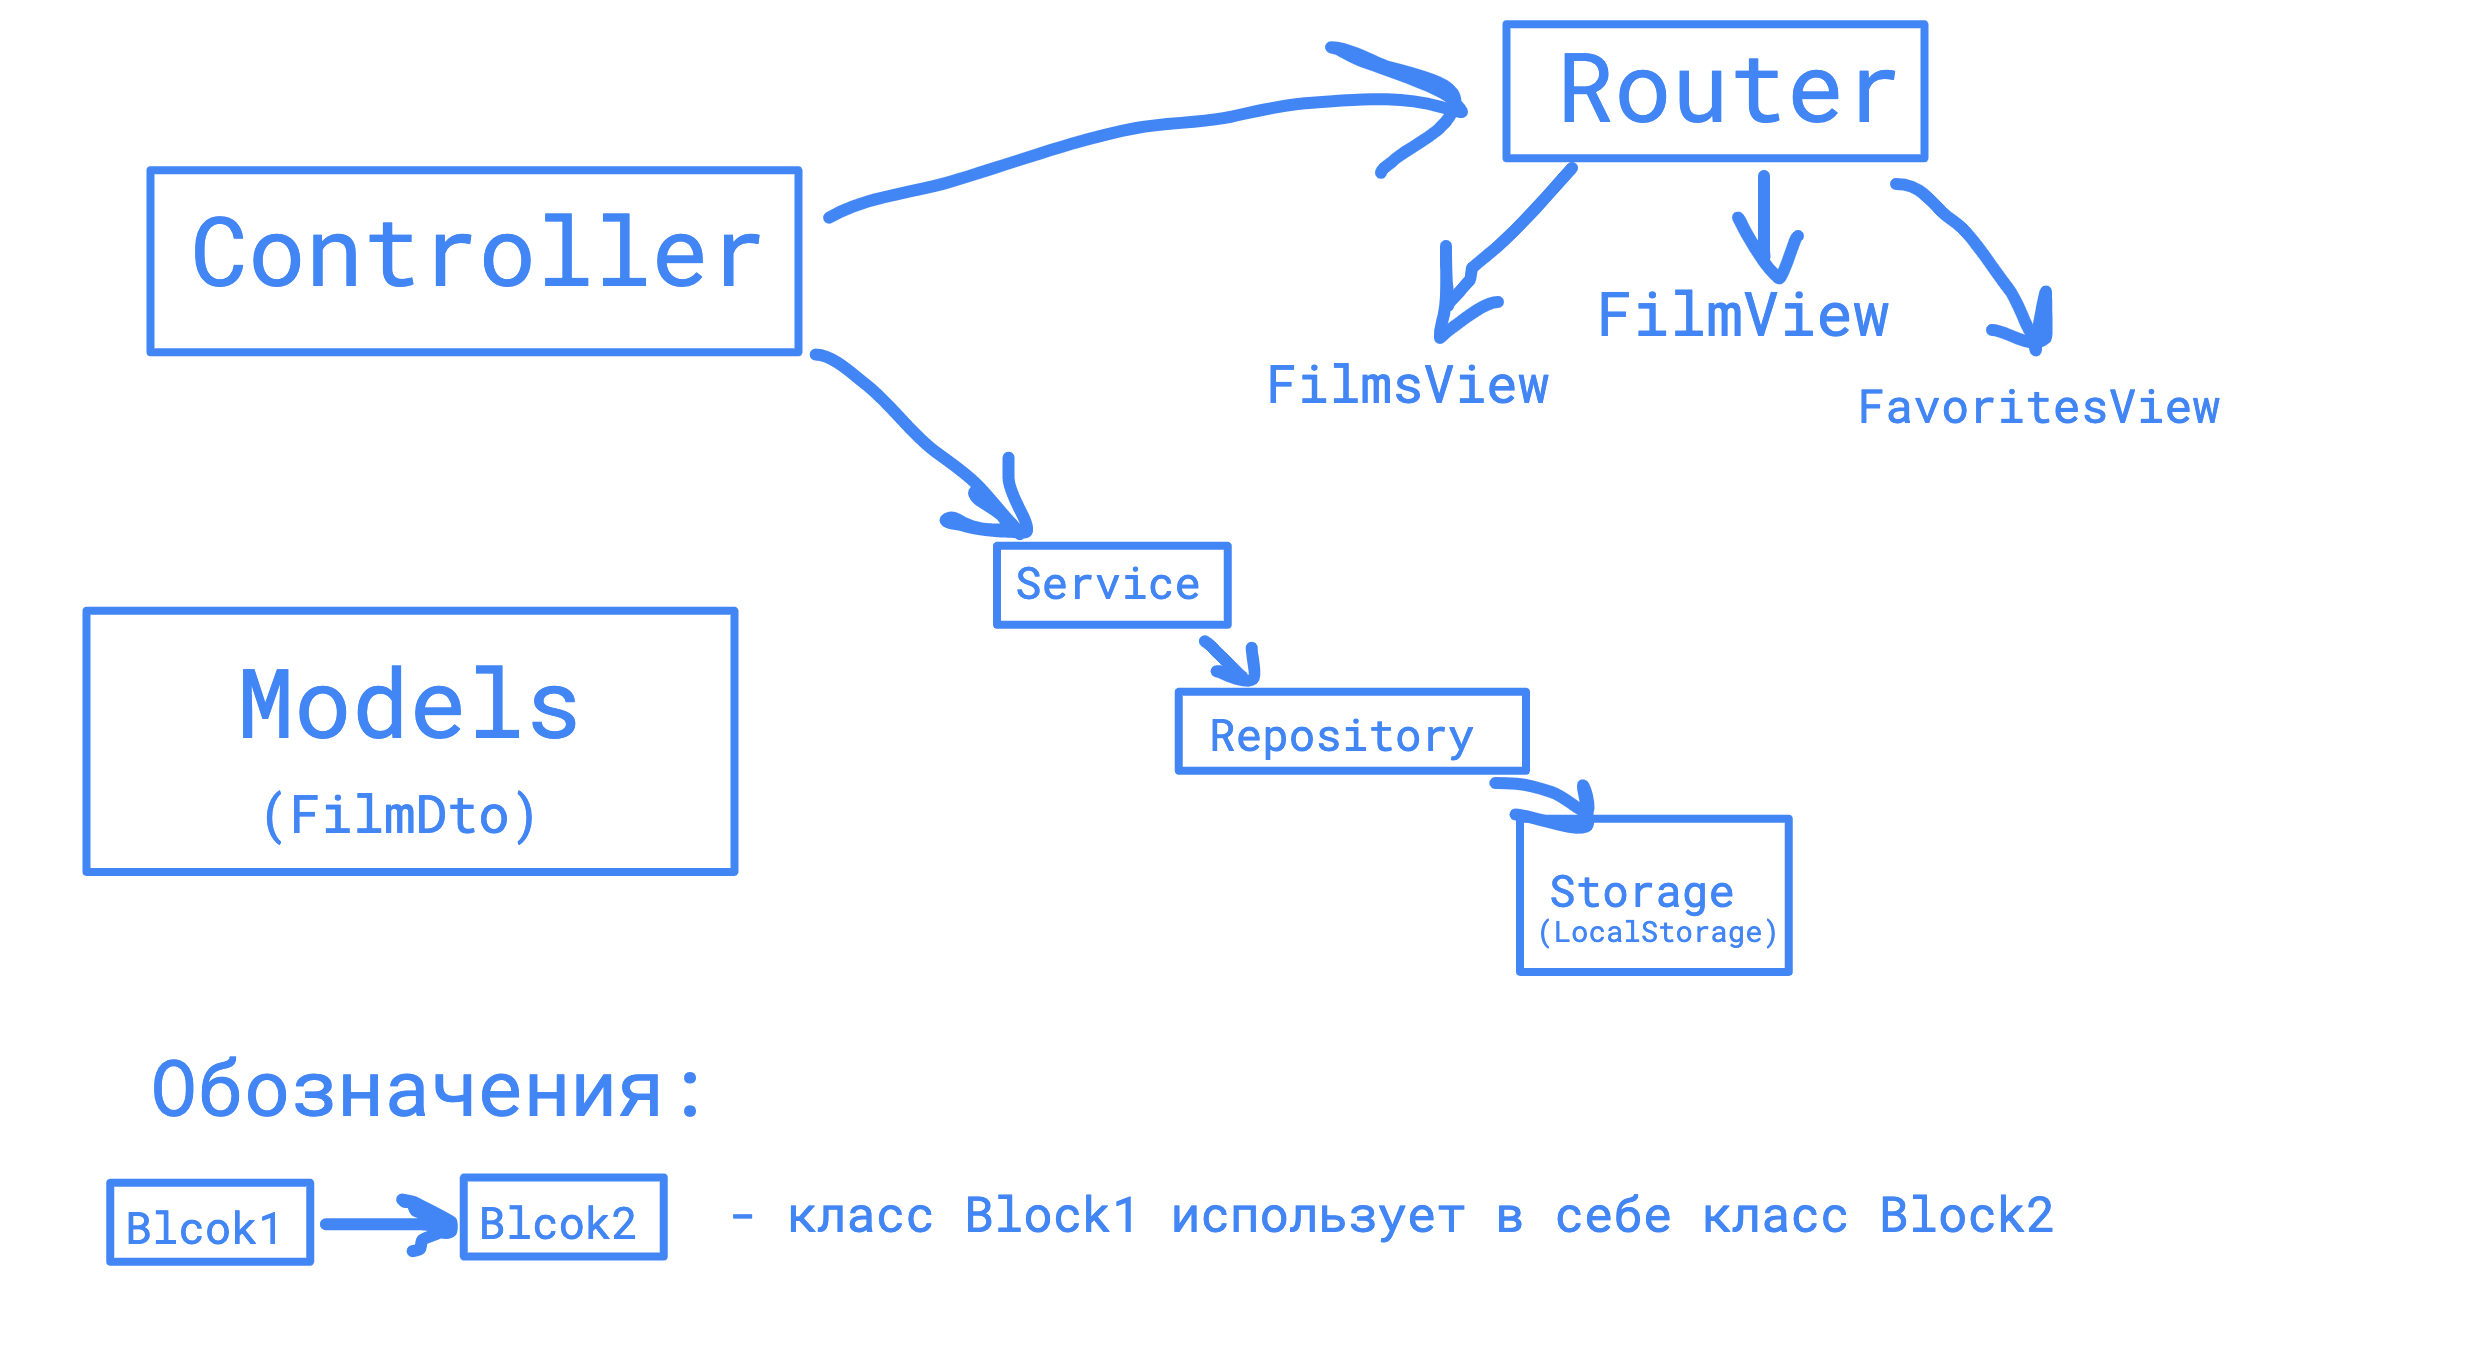 Router
Controller
FilmView
FilmsView
FavoritesView
Service
Models
(FilmDto)
Repository
Storage
(LocalStorage)
Обозначения:
Blcok1
Blcok2
- класс Block1 использует в себе класс Block2